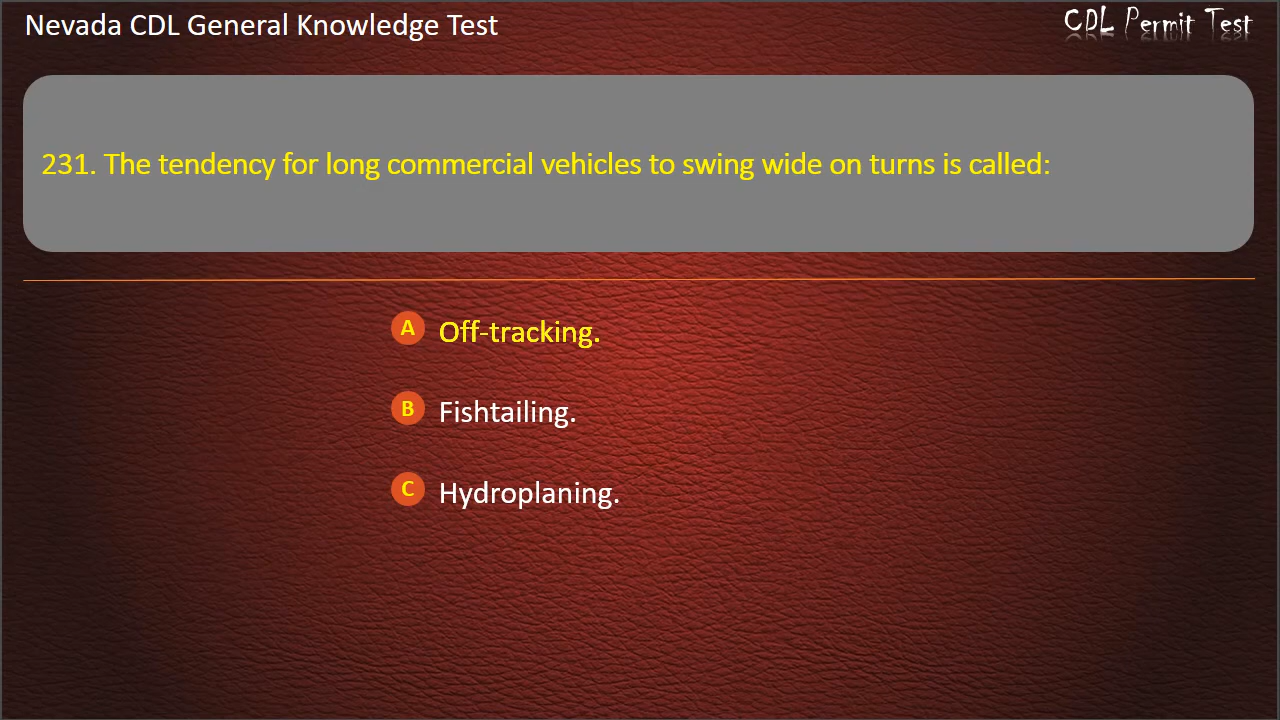 Nevada CDL General Knowledge Test
CDL Permit Test
231. The tendency for long commercial vehicles to swing wide on turns is called:
A Off-tracking.
B Fishtailing.
C Hydroplaning.